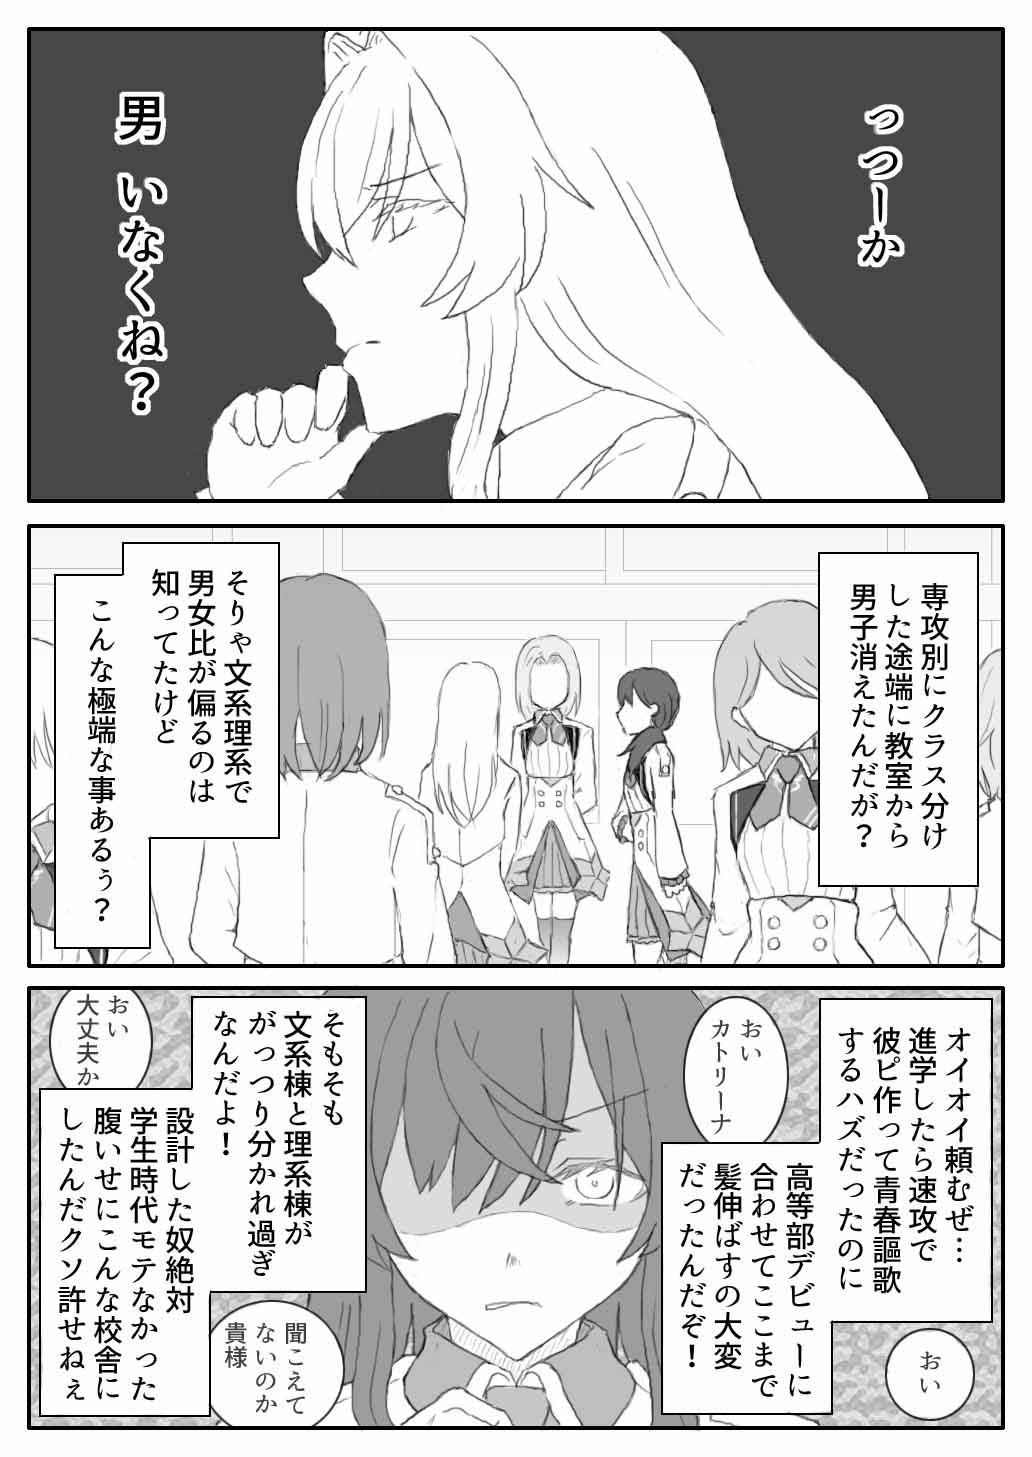 っつーか
男 いなくね？
専攻別にクラス分け
した途端に教室から
男子消えたんだが？
そりゃ文系理系で
男女比が偏るのは
知ってたけど
こんな極端な事あるぅ？
オイオイ頼むぜ…
進学したら速攻で
彼ピ作って青春謳歌
するハズだったのに
おい
カトリーナ
高等部デビューに
合わせてここまで
髪伸ばすの大変
だったんだぞ！
おい
そもそも
文系棟と理系棟が
がっつり分かれ過ぎ
なんだよ！
おい
大丈夫か
設計した奴絶対
学生時代モテなかった
腹いせにこんな校舎に
したんだクソ許せねぇ
聞こえて
ないのか
貴様